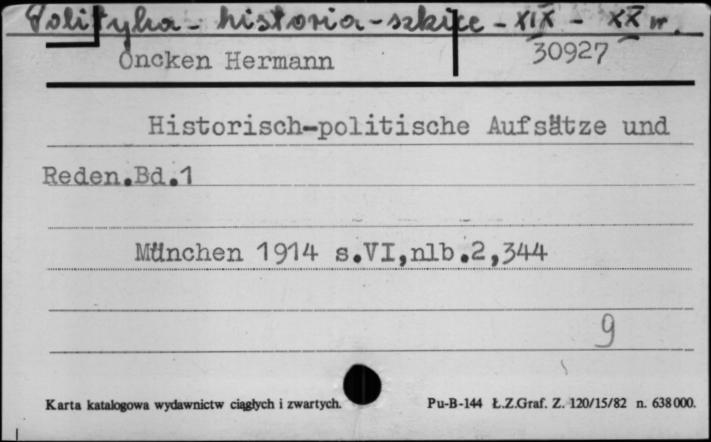 Polityka - historia - szkice - XIX - XX w.
Oncken Hermann
30927
Historisch-politische Aufsätze und
Reden.Bd.1
München 1914 s.VI,nlb.2,344
9
Karta katalogowa wydawnictw ciągłych i zwartych.
Pu-B-144 Ł.Z.Graf. Z. 120/15/82 n. 638000.